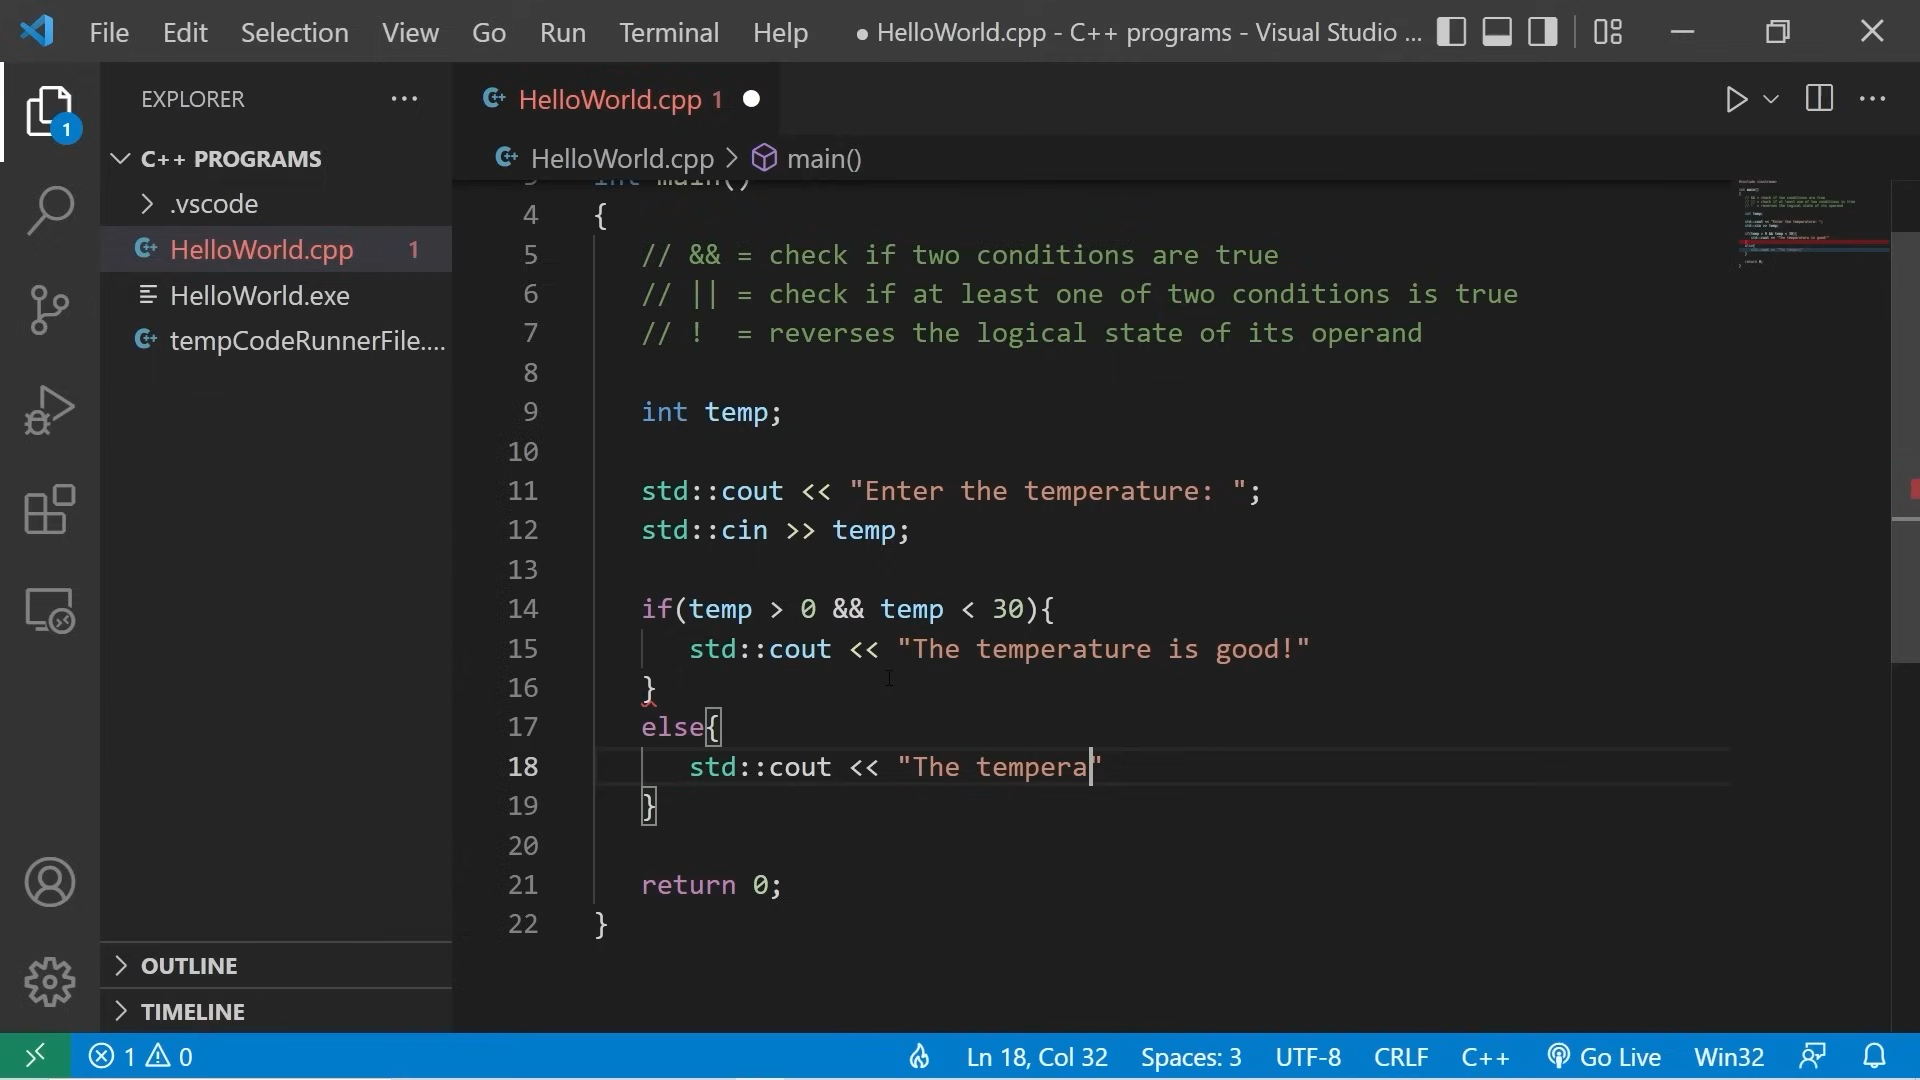 File Edit Selection View Go Run Terminal Help ● HelloWorld.cpp - C++ programs - Visual Studio ...
EXPLORER ...
HelloWorld.cpp 1
C++ PROGRAMS
HelloWorld.cpp > main()
.vscode
HelloWorld.cpp 1
HelloWorld.exe
tempCodeRunnerFile....
1
3 int main()
4 {
5 // && = check if two conditions are true
6 // || = check if at least one of two conditions is true
7 // ! = reverses the logical state of its operand
8
9 int temp;
10
11 std::cout << "Enter the temperature: ";
12 std::cin >> temp;
13
14 if(temp > 0 && temp < 30){
15 std::cout << "The temperature is good!"
16 }
17 else{
18 std::cout << "The tempera"
19 }
20
21 return 0;
22 }
OUTLINE
TIMELINE
1 0 Ln 18, Col 32 Spaces: 3 UTF-8 CRLF C++ Go Live Win32